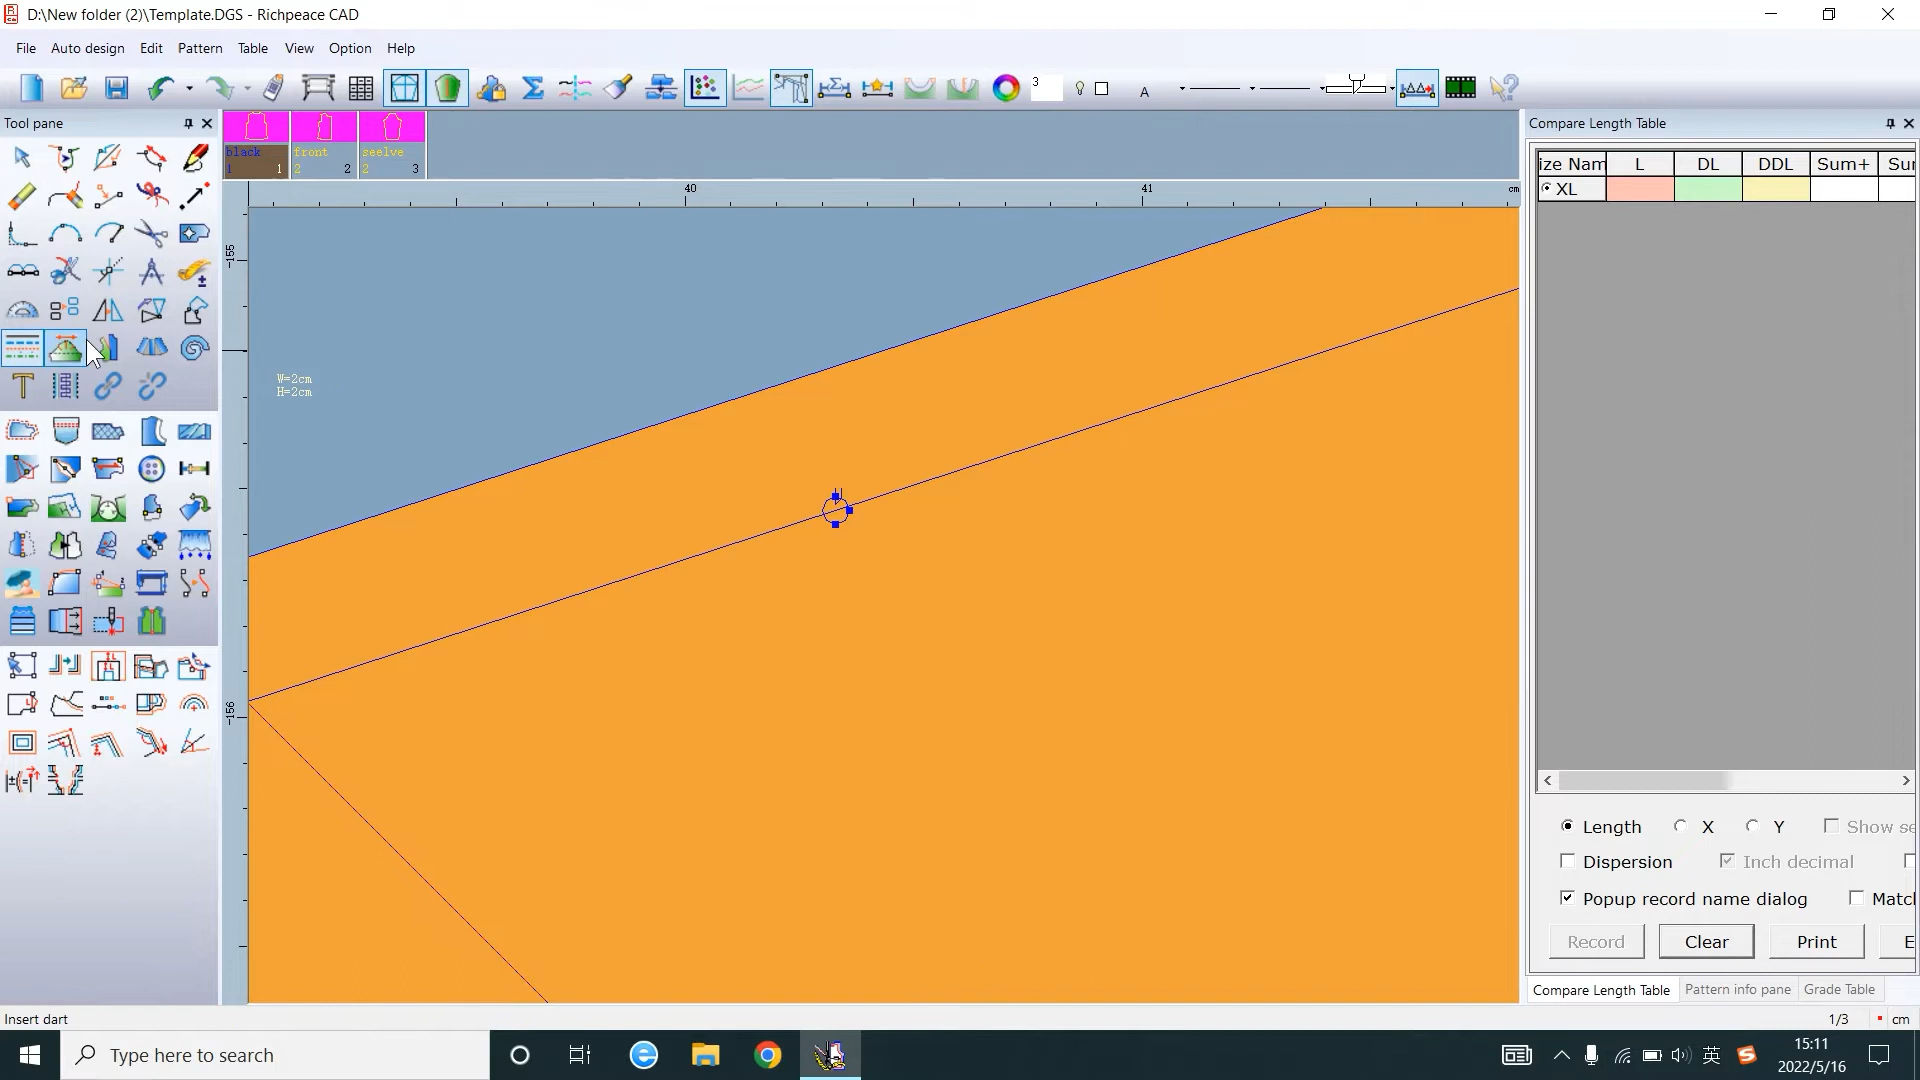 D:\New folder (2)\Template.DGS - Richpeace CAD
File Auto design Edit Pattern Table View Option Help
3
A
Tool pane
black
1 1
front
2 2
seelve
2 3
Compare Length Table
ize Nam L DL DDL Sum+ Sur
XL
40 41 cm
-155
-156
W=2cm
H=2cm
Length X Y Show se
Dispersion Inch decimal
Popup record name dialog Matcl
Record Clear Print E
Compare Length Table Pattern info pane Grade Table
Insert dart
1/3 cm
Type here to search
英
15:11
2022/5/16